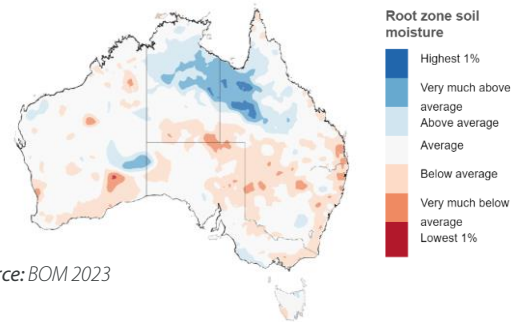 Root zone soil
moisture
Highest 1%
Very much above
average
Above average
Average
Below average
Very much below
average
Lowest 1%
rce: BOM 2023